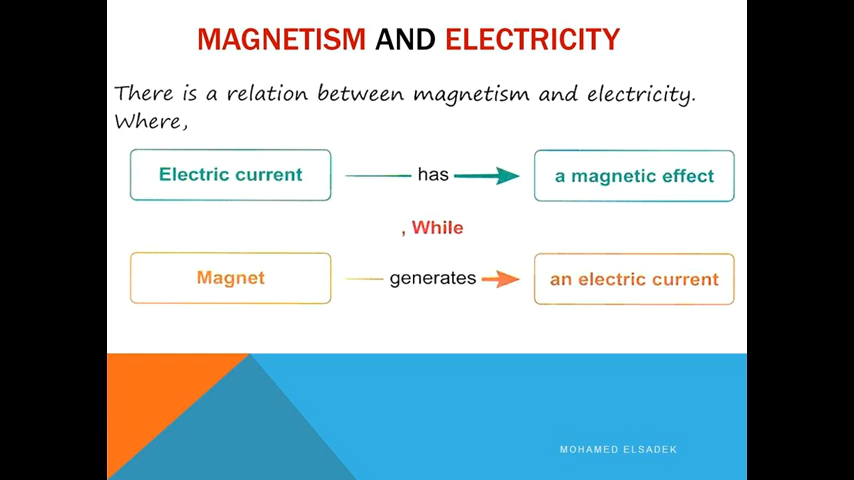 MAGNETISM AND ELECTRICITY
There is a relation between magnetism and electricity.
Where,
Electric current has a magnetic effect
, While
Magnet generates an electric current
MOHAMED ELSADEK